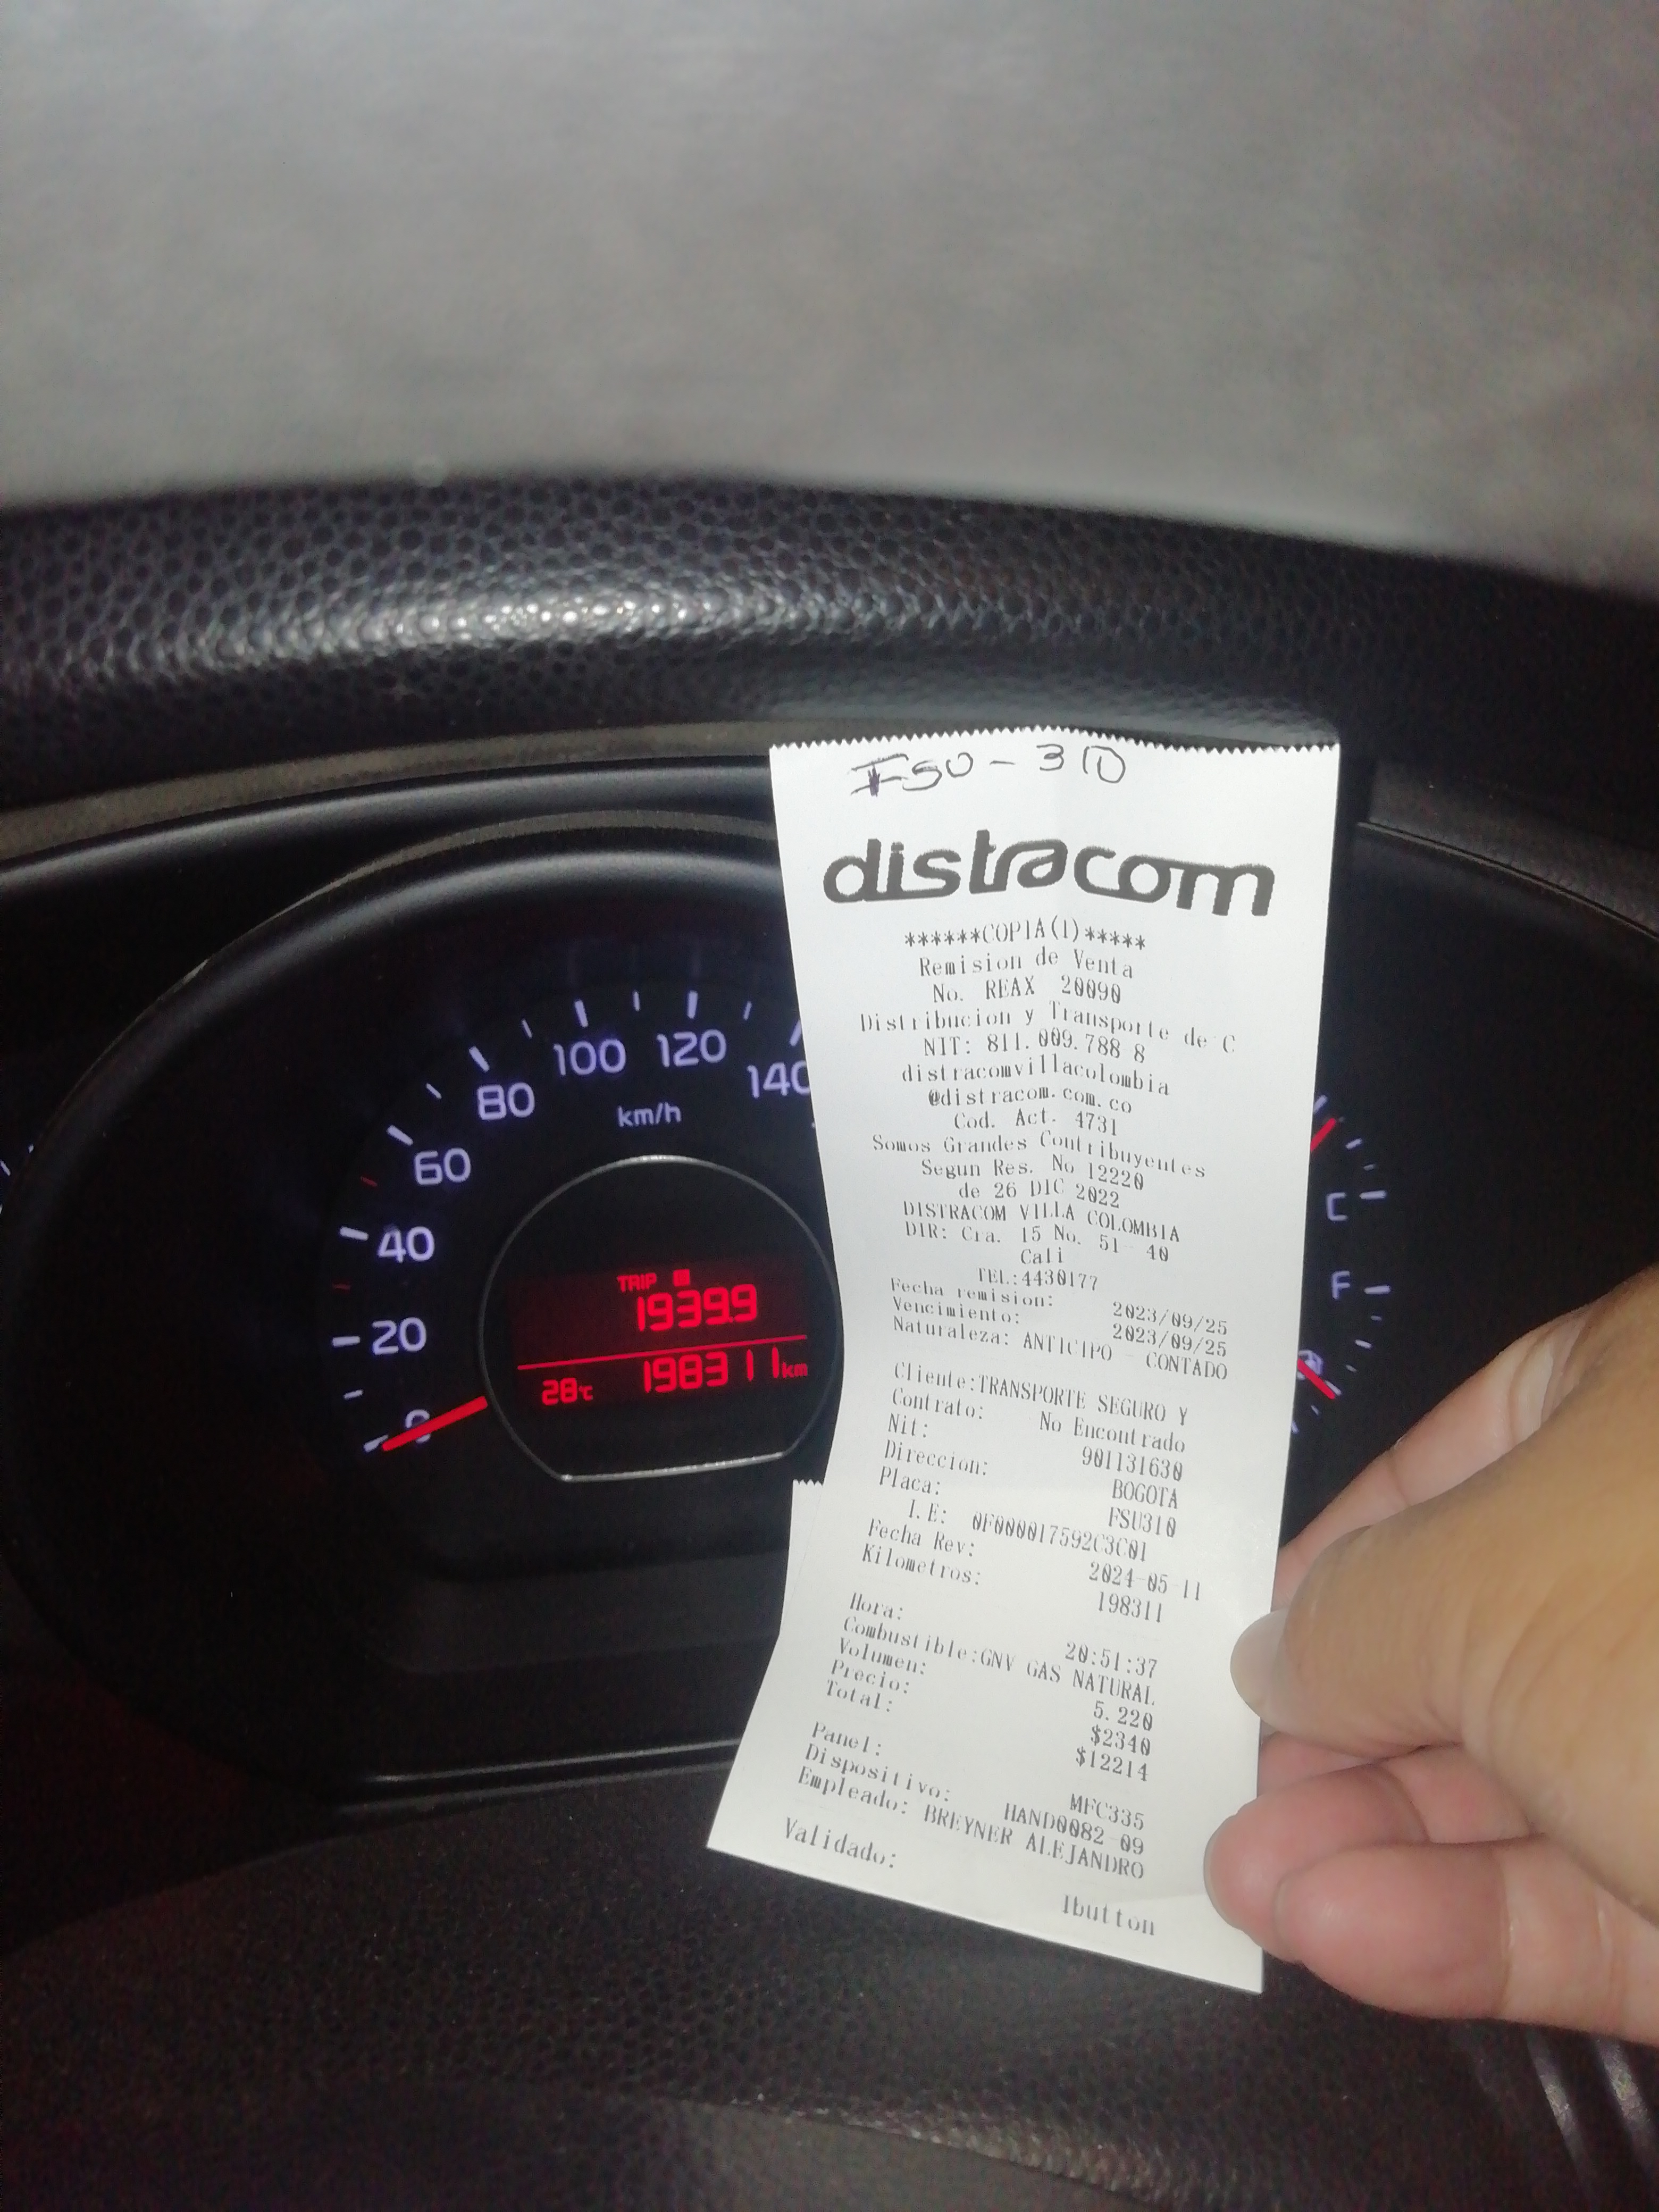 FSU-310
distracom
******COPIA(1)*****
Remision de Venta
No. REAX 20090
Distribucion y Transporte de C
NIT: 811.009.788 8
distracomvillacolombia
@distracom.com.co
Cod. Act. 4731
Somos Grandes Contribuyentes
Segun Res. No 12220
de 26 DIC 2022
DISTRACOM VILLA COLOMBIA
DIR: Cra. 15 No. 51- 40
Cali
TEL:4430177
Fecha remision: 2023/09/25
Vencimiento: 2023/09/25
Naturaleza: ANTICIPO - CONTADO
Cliente:TRANSPORTE SEGURO Y
Contrato: No Encontrado
Nit: 901131630
Direccion: BOGOTA
Placa: FSU310
I.E: 0F000017592C3C01
Fecha Rev: 2024-05-11
Kilometros: 198311
Hora: 20:51:37
Combustible:GNV GAS NATURAL
Volumen: 5.220
Precio: $2340
Total: $12214
Panel: MFC335
Dispositivo: HAND0082-09
Empleado: BREYNER ALEJANDRO
Validado:
Ibutton
0
20
40
60
80
100
120
140
km/h
TRIP
1939.9
28°C 198311km
C
F